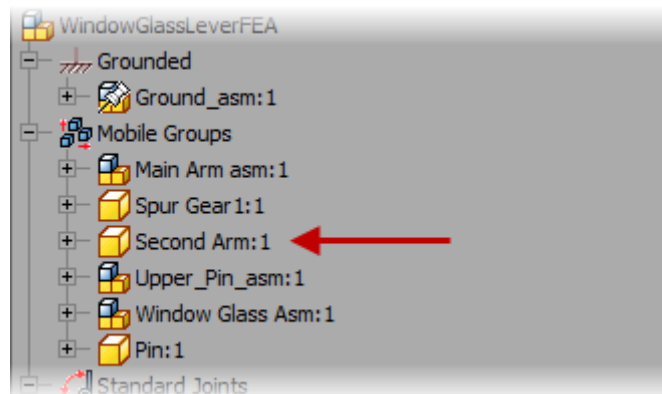 WindowGlassLeverFEA
Grounded
Ground_asm:1
Mobile Groups
Main Arm asm:1
Spur Gear1:1
Second Arm:1
Upper_Pin_asm:1
Window Glass Asm:1
Pin:1
Standard Joints